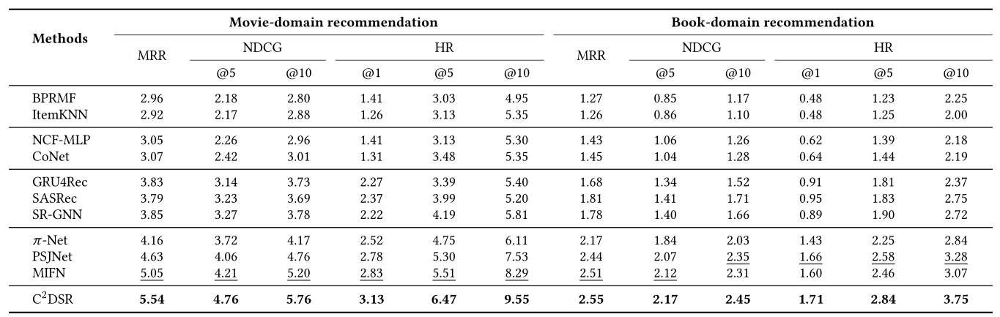 Methods Movie-domain recommendation Book-domain recommendation
MRR NDCG HR MRR NDCG HR
@5 @10 @1 @5 @10 @5 @10 @1 @5 @10
BPRMF 2.96 2.18 2.80 1.41 3.03 4.95 1.27 0.85 1.17 0.48 1.23 2.25
ItemKNN 2.92 2.17 2.88 1.26 3.13 5.35 1.26 0.86 1.10 0.48 1.25 2.00
NCF-MLP 3.05 2.26 2.96 1.41 3.13 5.30 1.43 1.06 1.26 0.62 1.39 2.18
CoNet 3.07 2.42 3.01 1.31 3.48 5.35 1.45 1.04 1.28 0.64 1.44 2.19
GRU4Rec 3.83 3.14 3.73 2.27 3.39 5.40 1.68 1.34 1.52 0.91 1.81 2.37
SASRec 3.79 3.23 3.69 2.37 3.99 5.20 1.81 1.41 1.71 0.95 1.83 2.75
SR-GNN 3.85 3.27 3.78 2.22 4.19 5.81 1.78 1.40 1.66 0.89 1.90 2.72
π-Net 4.16 3.72 4.17 2.52 4.75 6.11 2.17 1.84 2.03 1.43 2.25 2.84
PSJNet 4.63 4.06 4.76 2.78 5.30 7.53 2.44 2.07 2.35 1.66 2.58 3.28
MIFN 5.05 4.21 5.20 2.83 5.51 8.29 2.51 2.12 2.31 1.60 2.46 3.07
C²DSR 5.54 4.76 5.76 3.13 6.47 9.55 2.55 2.17 2.45 1.71 2.84 3.75